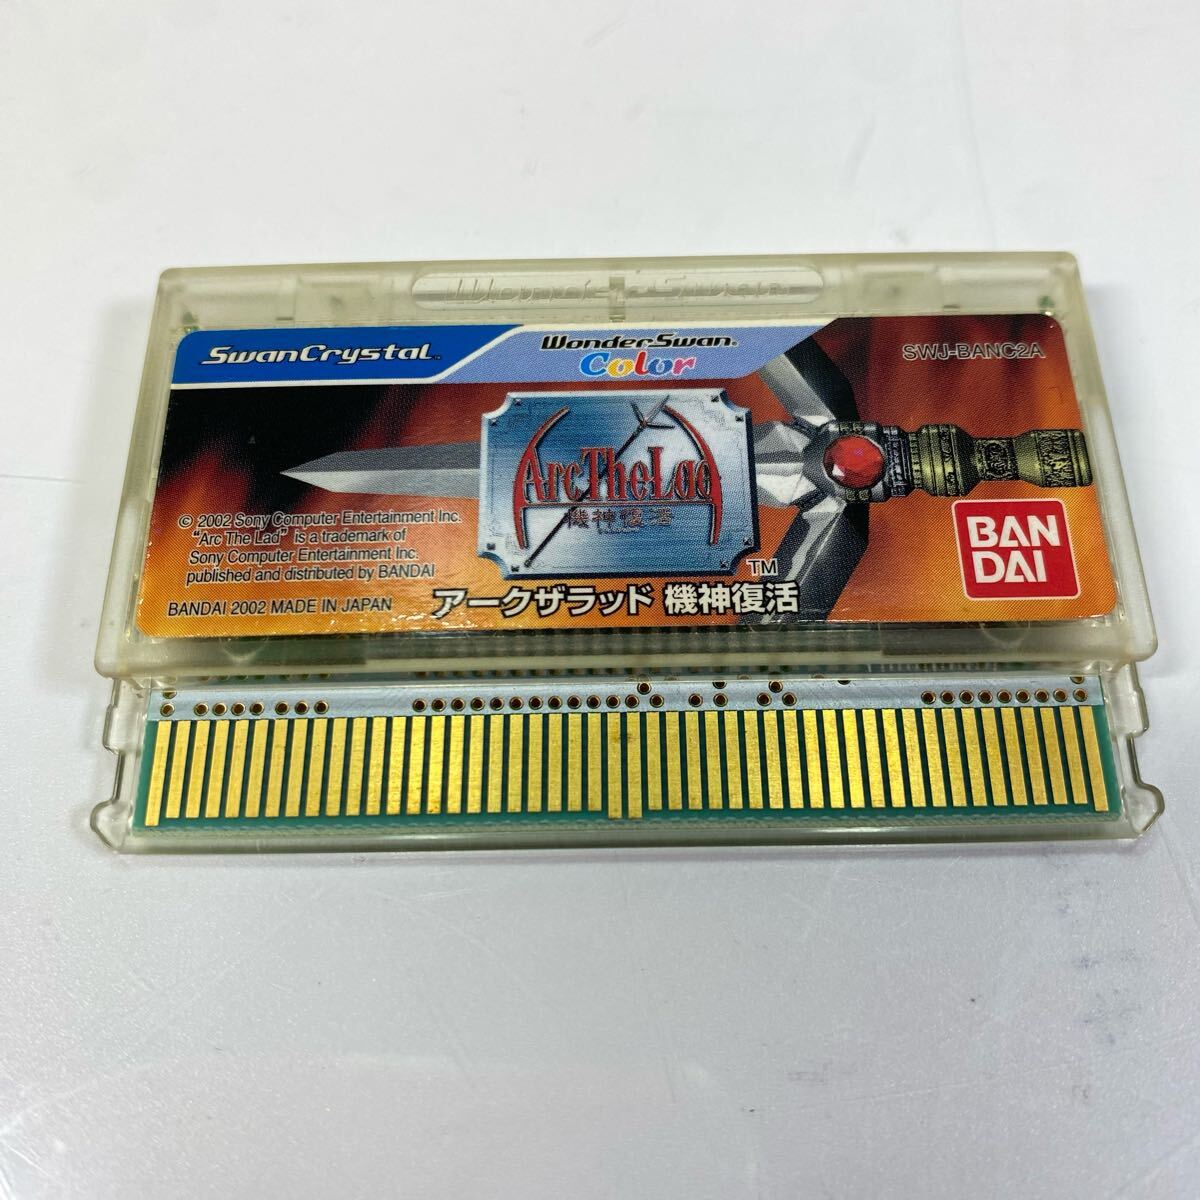 WonderSwan
SwanCrystal™
WonderSwan®
Color
SWJ-BANC2A
ArcTheLad
機神復活
© 2002 Sony Computer Entertainment Inc.
"Arc The Lad" is a trademark of
Sony Computer Entertainment Inc.
published and distributed by BANDAI
BANDAI 2002 MADE IN JAPAN
TM
アークザラッド 機神復活
BAN
DAI